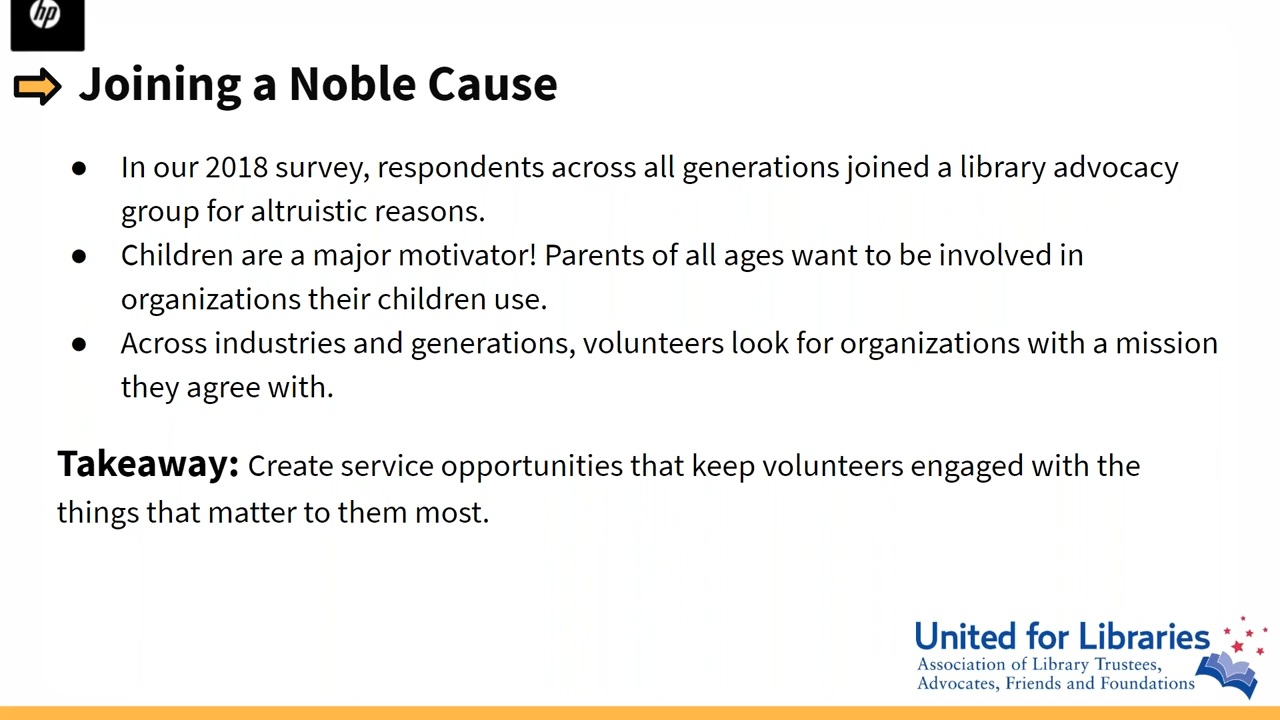 hp
Joining a Noble Cause
● In our 2018 survey, respondents across all generations joined a library advocacy
group for altruistic reasons.
● Children are a major motivator! Parents of all ages want to be involved in
organizations their children use.
● Across industries and generations, volunteers look for organizations with a mission
they agree with.
Takeaway: Create service opportunities that keep volunteers engaged with the
things that matter to them most.
United for Libraries
Association of Library Trustees,
Advocates, Friends and Foundations